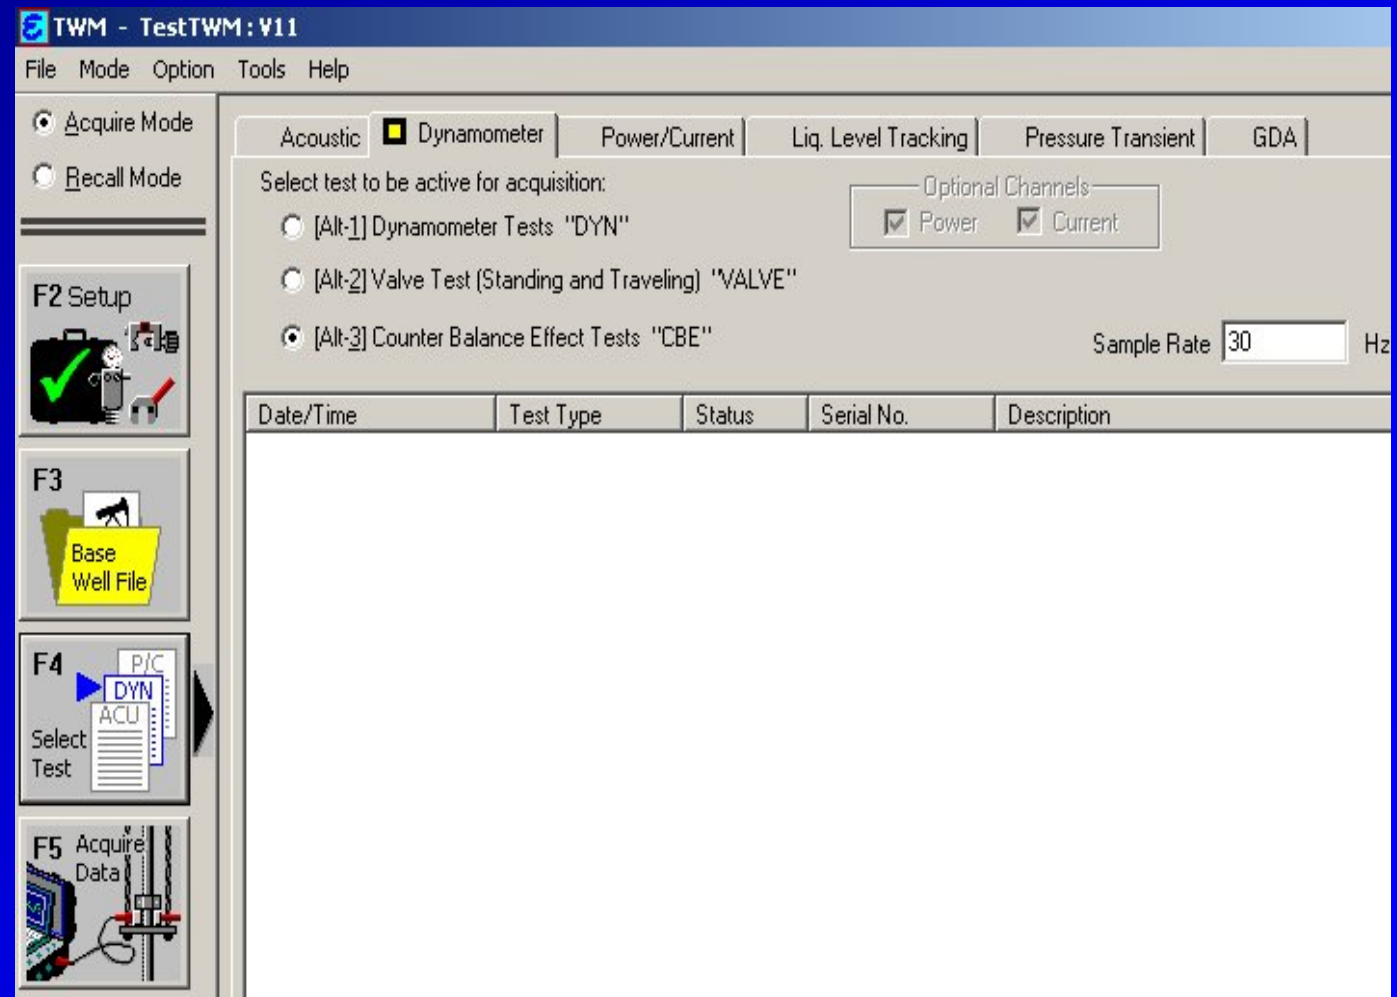 TWM - TestTWM:V11
File Mode Option Tools Help
Acquire Mode
Recall Mode
F2 Setup
F3
Base
Well File
F4
P/C
DYN
ACU
Select
Test
F5 Acquire
Data
Acoustic Dynamometer Power/Current Liq. Level Tracking Pressure Transient GDA
Select test to be active for acquisition:
Optional Channels
Power Current
[Alt-1] Dynamometer Tests "DYN"
[Alt-2] Valve Test (Standing and Traveling) "VALVE"
[Alt-3] Counter Balance Effect Tests "CBE"
Sample Rate 30 Hz
Date/Time Test Type Status Serial No. Description